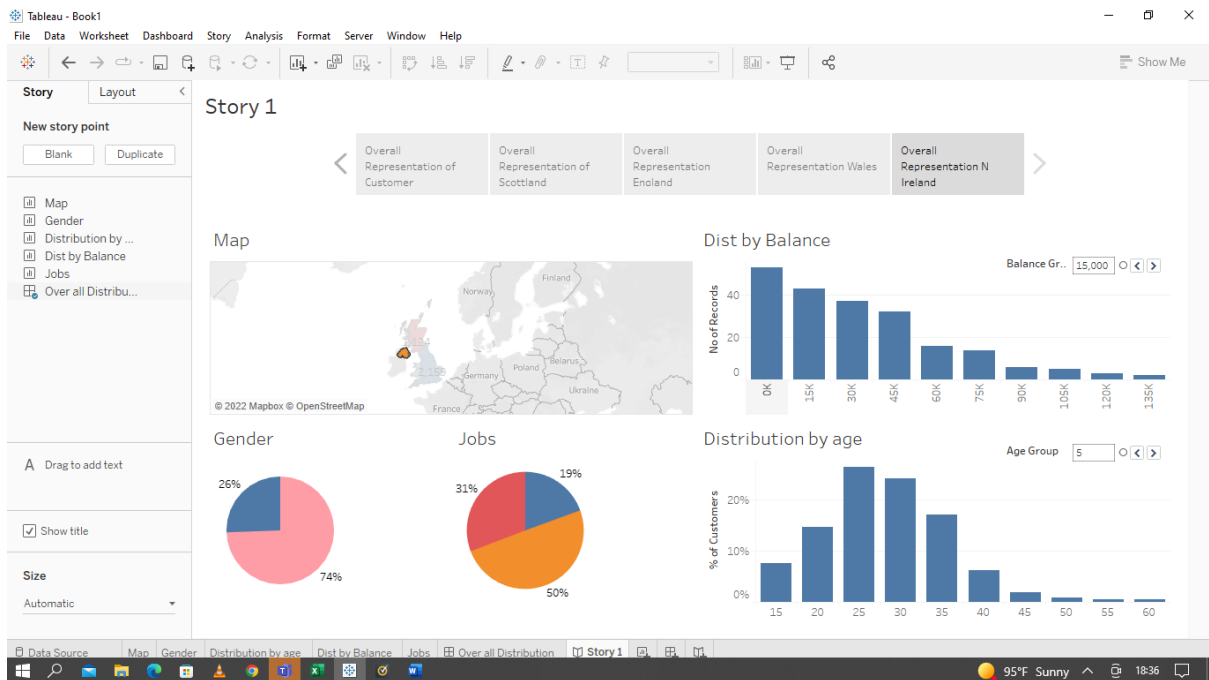 Tableau - Book1
File Data Worksheet Dashboard Story Analysis Format Server Window Help
Show Me
Story Layout
New story point
Blank Duplicate
Map
Gender
Distribution by ...
Dist by Balance
Jobs
Over all Distribu...
A Drag to add text
Show title
Size
Automatic
Story 1
Overall
Representation of
Customer
Overall
Representation of
Scottland
Overall
Representation
England
Overall
Representation Wales
Overall
Representation N
Ireland
Map
Finland
Norway
Belarus
Poland
Germany
Ukraine
France
2,155
© 2022 Mapbox © OpenStreetMap
Dist by Balance
Balance Gr.. 15,000
No of Records
40
20
0
0K 15K 30K 45K 60K 75K 90K 105K 120K 135K
Gender
26%
74%
Jobs
19%
31%
50%
Distribution by age
Age Group 5
% of Customers
20%
10%
0%
15 20 25 30 35 40 45 50 55 60
Data Source Map Gender Distribution by age Dist by Balance Jobs Over all Distribution Story 1
95°F Sunny 18:36